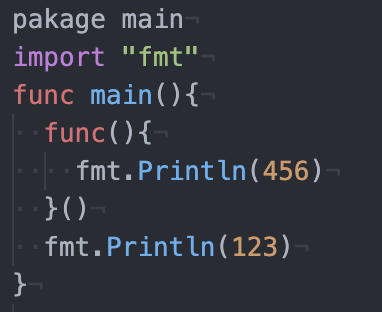 pakage main¬
import "fmt"¬
func main(){¬
··func(){¬
····fmt.Println(456)¬
··}()¬
··fmt.Println(123)¬
}¬